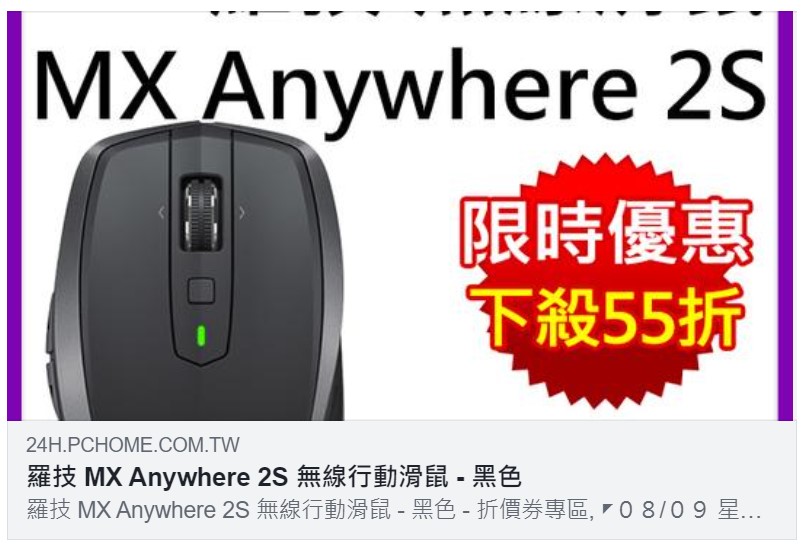 MX Anywhere 2S
限時優惠
下殺55折
24H.PCHOME.COM.TW
羅技 MX Anywhere 2S 無線行動滑鼠 - 黑色
羅技 MX Anywhere 2S 無線行動滑鼠 - 黑色 - 折價券專區, ◤０８/０９ 星...